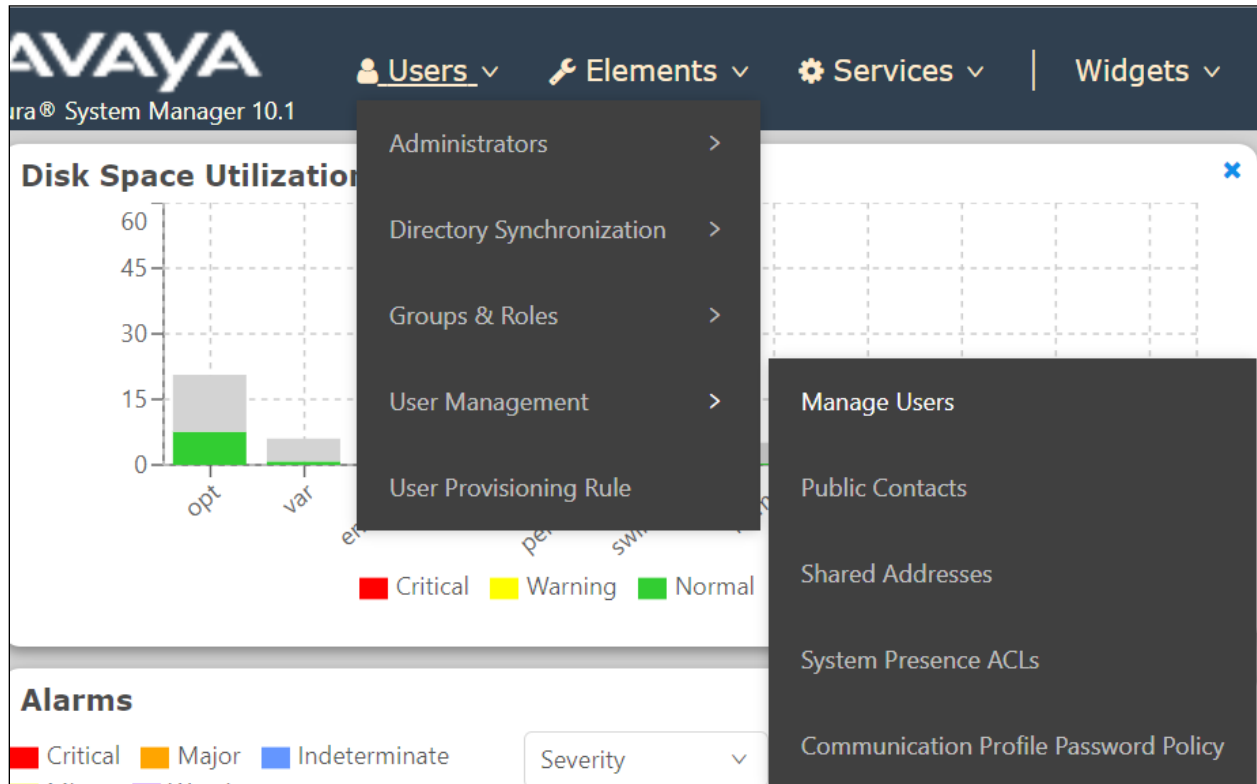 AVAYA
Users
Elements
Services
Widgets
ura® System Manager 10.1
Administrators
Directory Synchronization
Groups & Roles
User Management
User Provisioning Rule
Manage Users
Public Contacts
Shared Addresses
System Presence ACLs
Communication Profile Password Policy
Disk Space Utilization
60
45
30
15
0
opt
var
Critical
Warning
Normal
Alarms
Critical
Major
Indeterminate
Severity